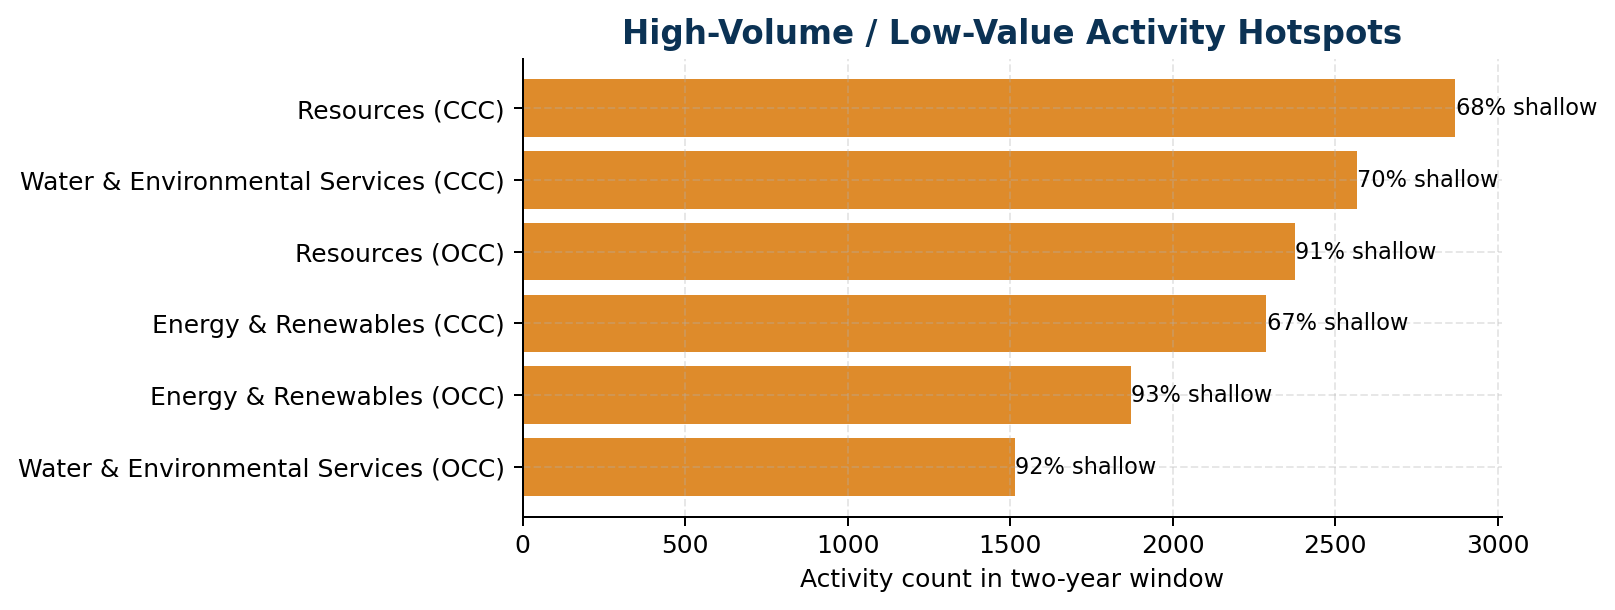 High-Volume / Low-Value Activity Hotspots
Resources (CCC)
68% shallow
Water & Environmental Services (CCC)
70% shallow
Resources (OCC)
91% shallow
Energy & Renewables (CCC)
67% shallow
Energy & Renewables (OCC)
93% shallow
Water & Environmental Services (OCC)
92% shallow
0 500 1000 1500 2000 2500 3000
Activity count in two-year window